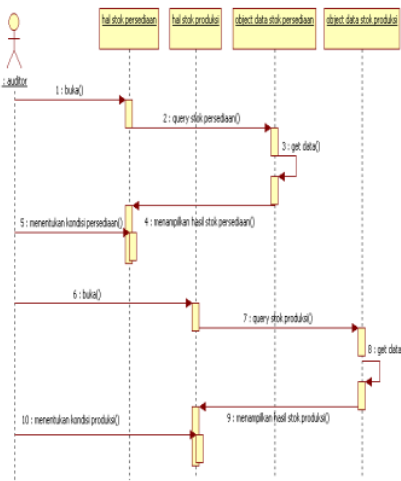 hal stok persediaan
hal stok produksi
object data stok persediaan
object data stok produksi
: auditor
1 : buka()
2 : query stok persediaan()
3 : get data()
4 : menampilkan hasil stok persediaan()
5 : menentukan kondisi persediaan()
6 : buka()
7 : query stok produksi()
8 : get data
9 : menampilkan hasil stok produksi()
10 : menentukan kondisi produksi()